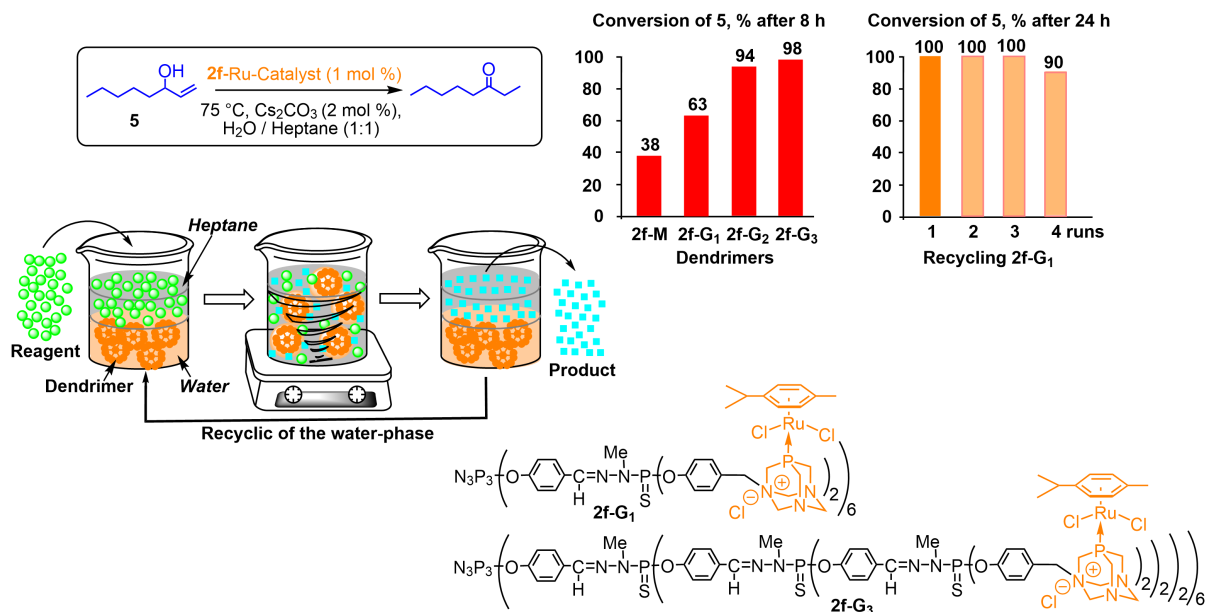 OH
2f-Ru-Catalyst (1 mol %)
O
5
75 °C, Cs₂CO₃ (2 mol %),
H₂O / Heptane (1:1)
Conversion of 5, % after 8 h
100
80
60
40
20
0
38
63
94
98
2f-M 2f-G₁ 2f-G₂ 2f-G₃
Dendrimers
Conversion of 5, % after 24 h
100
80
60
40
20
0
100 100 100 90
1 2 3 4 runs
Recycling 2f-G₁
Heptane
Reagent
Dendrimer
Water
Product
Recyclic of the water-phase
Ru
Cl Cl
P
Me
N₃P₃ O C=N N P O
H S
N ⊕ N N
Cl ⊖
2 6
2f-G₁
Ru
Cl Cl
P
Me Me Me
N₃P₃ O C=N N P O C=N N P O C=N N P O
H S H S H S
N ⊕ N N
Cl ⊖
2 2 2 6
2f-G₃